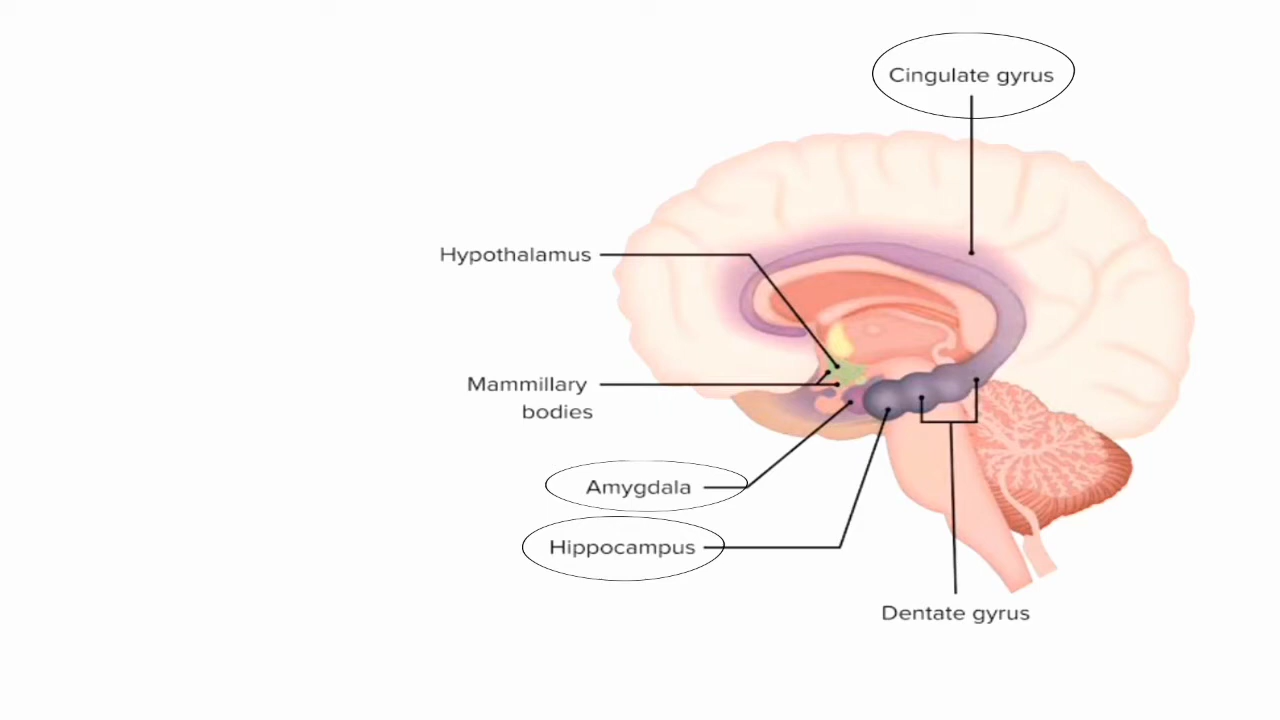 Cingulate gyrus
Hypothalamus
Mammillary
bodies
Amygdala
Hippocampus
Dentate gyrus